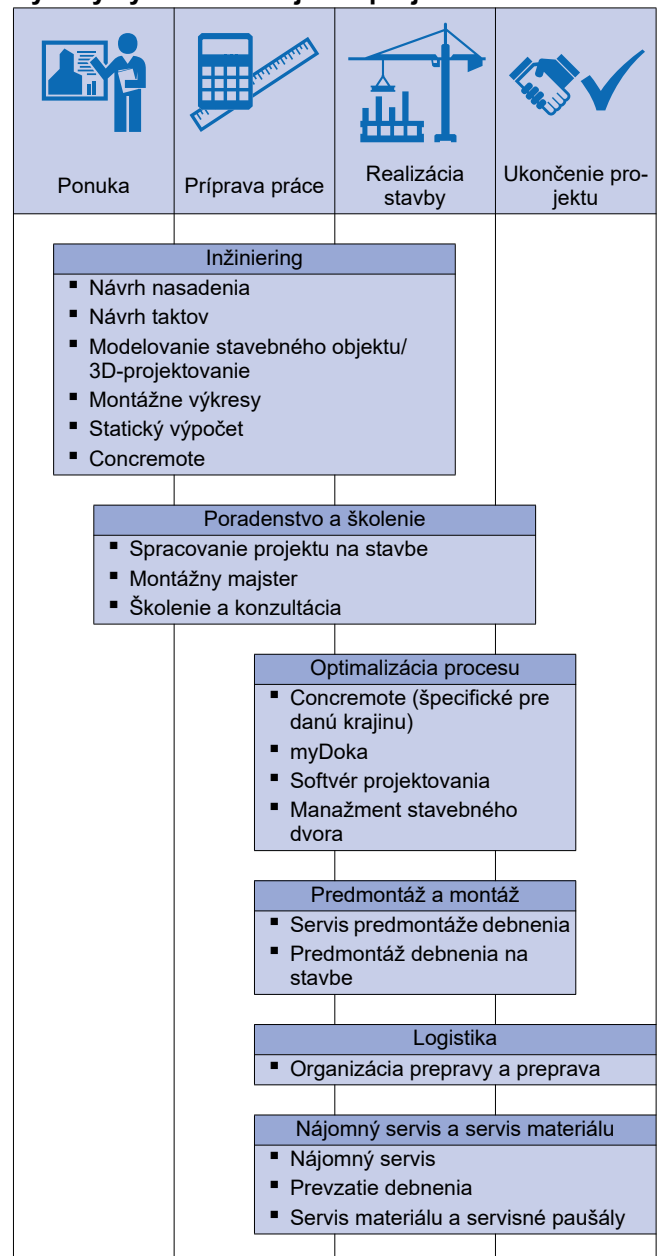 Ponuka
Príprava práce
Realizácia
stavby
Ukončenie pro-
jektu
Inžiniering
▪ Návrh nasadenia
▪ Návrh taktov
▪ Modelovanie stavebného objektu/
3D-projektovanie
▪ Montážne výkresy
▪ Statický výpočet
▪ Concremote
Poradenstvo a školenie
▪ Spracovanie projektu na stavbe
▪ Montážny majster
▪ Školenie a konzultácia
Optimalizácia procesu
▪ Concremote (špecifické pre
danú krajinu)
▪ myDoka
▪ Softvér projektovania
▪ Manažment stavebného
dvora
Predmontáž a montáž
▪ Servis predmontáže debnenia
▪ Predmontáž debnenia na
stavbe
Logistika
▪ Organizácia prepravy a preprava
Nájomný servis a servis materiálu
▪ Nájomný servis
▪ Prevzatie debnenia
▪ Servis materiálu a servisné paušály